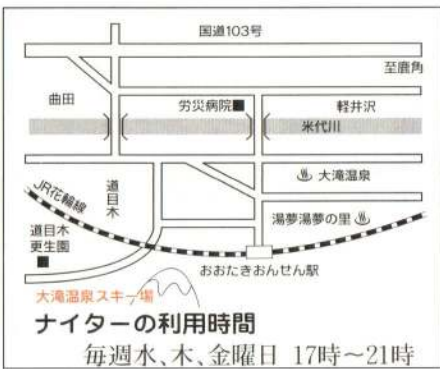 国道103号
至鹿角
曲田
労災病院
軽井沢
米代川
大滝温泉
JR花輪線
道目木
湯夢湯夢の里
道目木
更生園
おおたきおんせん駅
大滝温泉スキー場
ナイターの利用時間
毎週水、木、金曜日 17時〜21時